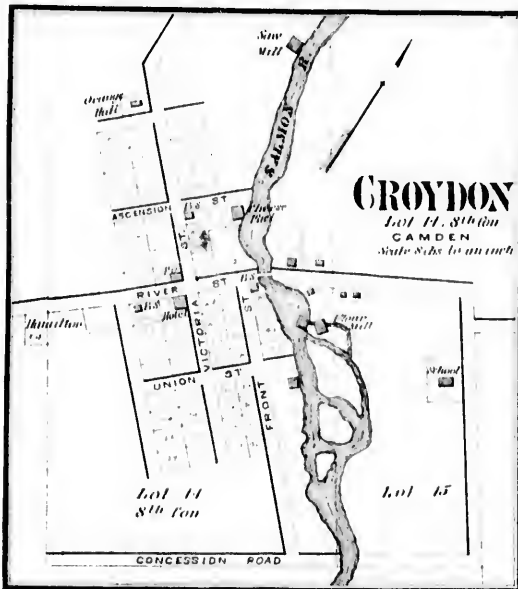 Saw
Mill
SALMON R.
Orange
Hall
CROYDON
Lot 14. 8th Con
CAMDEN
Scale 8 chs to an inch
ASCENSION ST
RIVER ST
Hotel
VICTORIA ST
Flour
Mill
Hamilton
UNION ST
FRONT ST
School
Lot 14
8th Con
Lot 15
CONCESSION ROAD